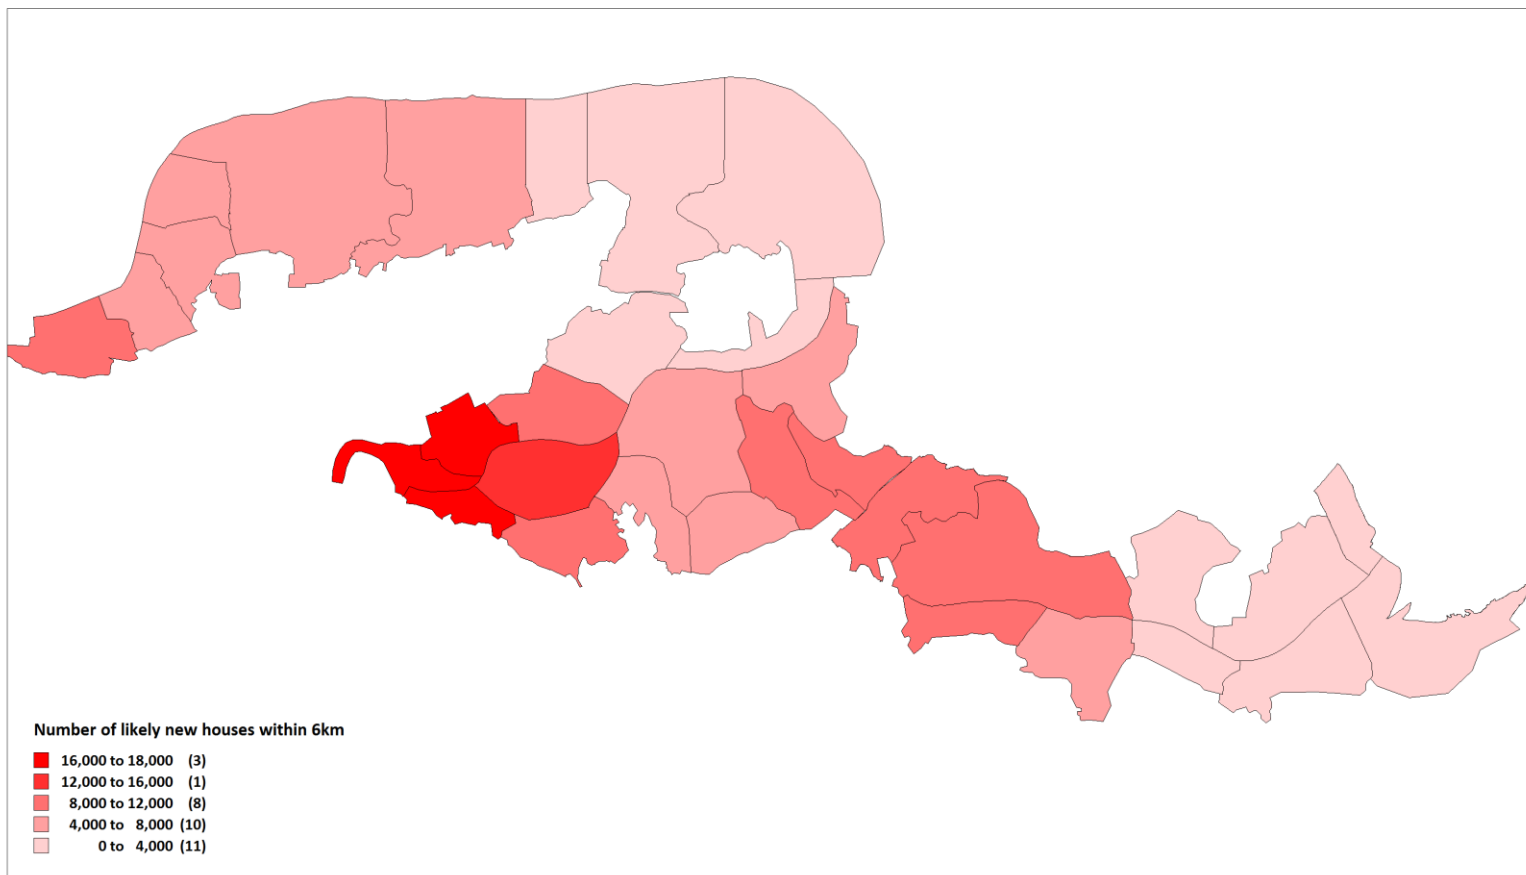 Number of likely new houses within 6km
16,000 to 18,000 (3)
12,000 to 16,000 (1)
8,000 to 12,000 (8)
4,000 to 8,000 (10)
0 to 4,000 (11)